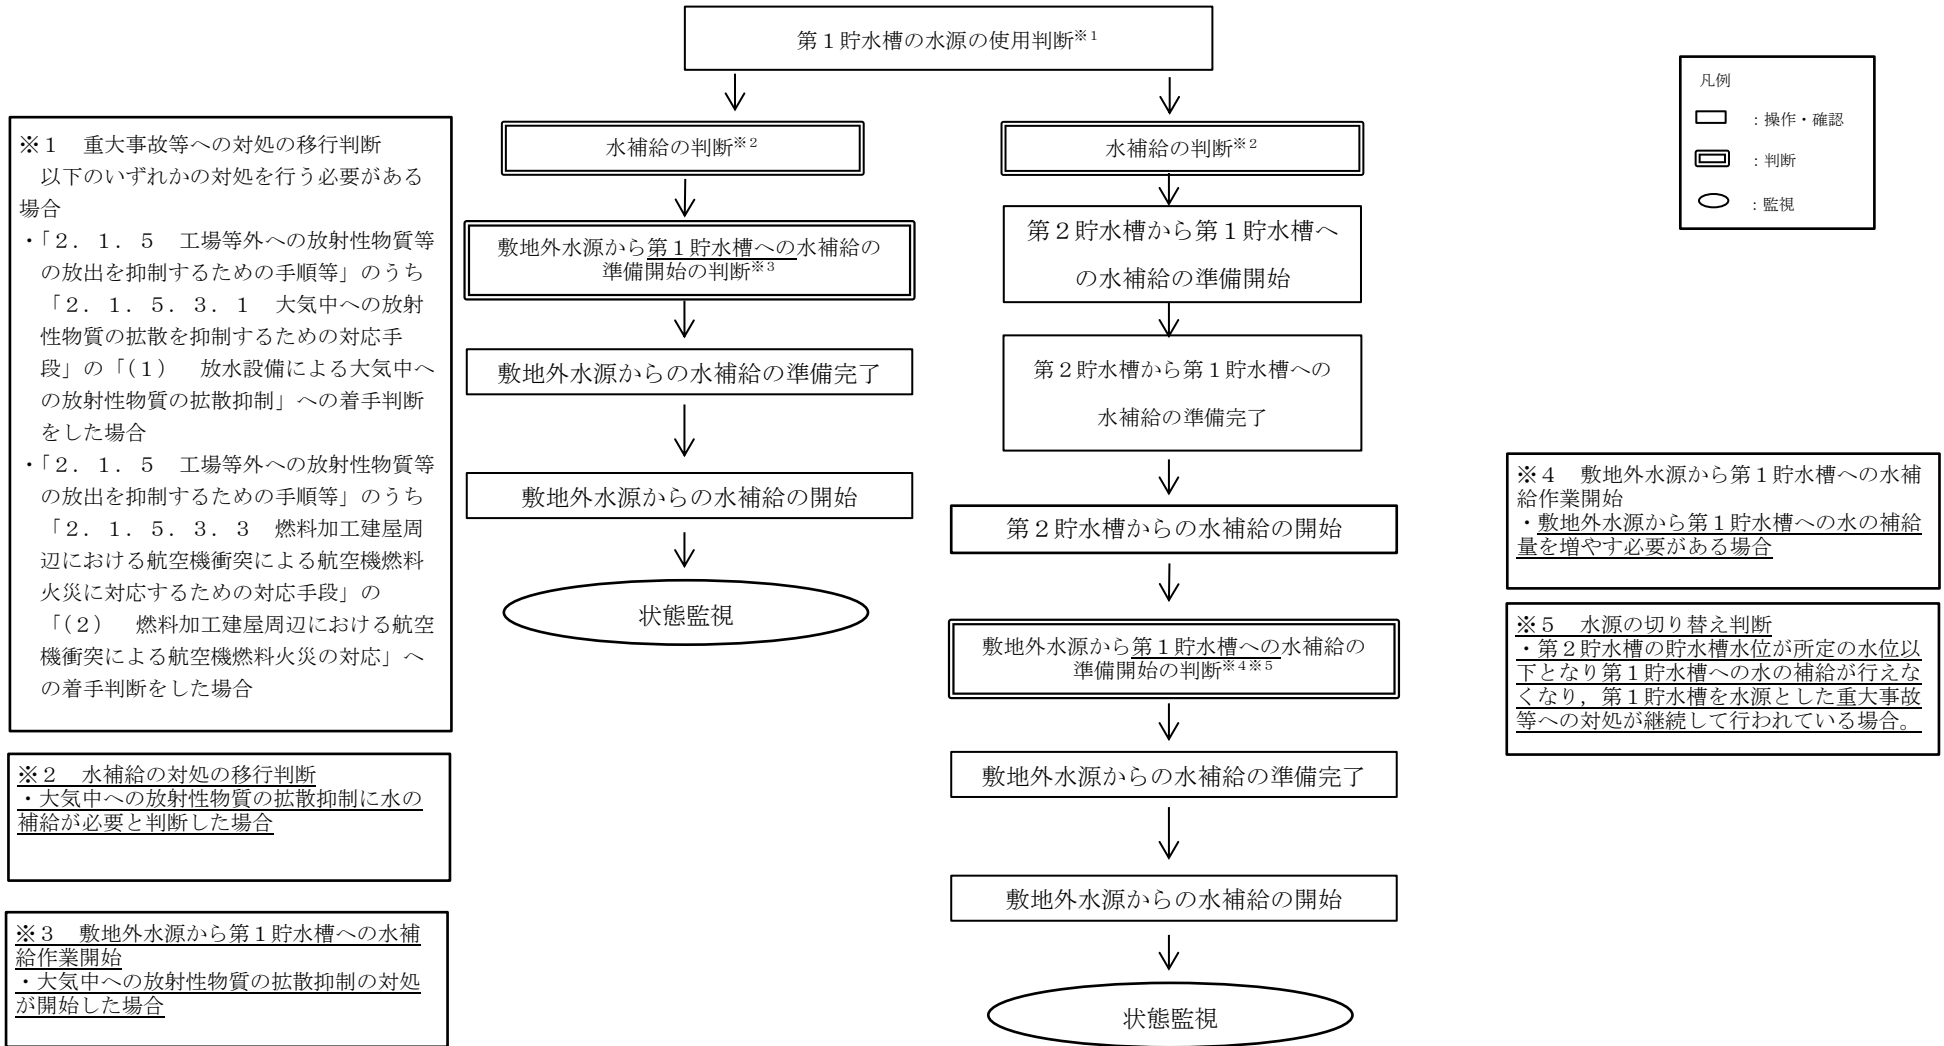 第１貯水槽の水源の使用判断※１
凡例
：操作・確認
：判断
：監視
※１　重大事故等への対処の移行判断
以下のいずれかの対処を行う必要がある
場合
・「２．１．５　工場等外への放射性物質等
の放出を抑制するための手順等」のうち
「２．１．５．３．１　大気中への放射
性物質の拡散を抑制するための対応手
段」の「（１）　放水設備による大気中へ
の放射性物質の拡散抑制」への着手判断
をした場合
・「２．１．５　工場等外への放射性物質等
の放出を抑制するための手順等」のうち
「２．１．５．３．３　燃料加工建屋周
辺における航空機衝突による航空機燃料
火災に対応するための対応手段」の
「（２）　燃料加工建屋周辺における航空
機衝突による航空機燃料火災の対応」へ
の着手判断をした場合
※２　水補給の対処の移行判断
・大気中への放射性物質の拡散抑制に水の
補給が必要と判断した場合
※３　敷地外水源から第１貯水槽への水補
給作業開始
・大気中への放射性物質の拡散抑制の対処
が開始した場合
水補給の判断※２
敷地外水源から第１貯水槽への水補給の
準備開始の判断※３
敷地外水源からの水補給の準備完了
敷地外水源からの水補給の開始
状態監視
水補給の判断※２
第２貯水槽から第１貯水槽へ
の水補給の準備開始
第２貯水槽から第１貯水槽への
水補給の準備完了
第２貯水槽からの水補給の開始
敷地外水源から第１貯水槽への水補給の
準備開始の判断※４※５
敷地外水源からの水補給の準備完了
敷地外水源からの水補給の開始
状態監視
※４　敷地外水源から第１貯水槽への水補
給作業開始
・敷地外水源から第１貯水槽への水の補給
量を増やす必要がある場合
※５　水源の切り替え判断
・第２貯水槽の貯水槽水位が所定の水位以
下となり第１貯水槽への水の補給が行えな
くなり，第１貯水槽を水源とした重大事故
等への対処が継続して行われている場合。